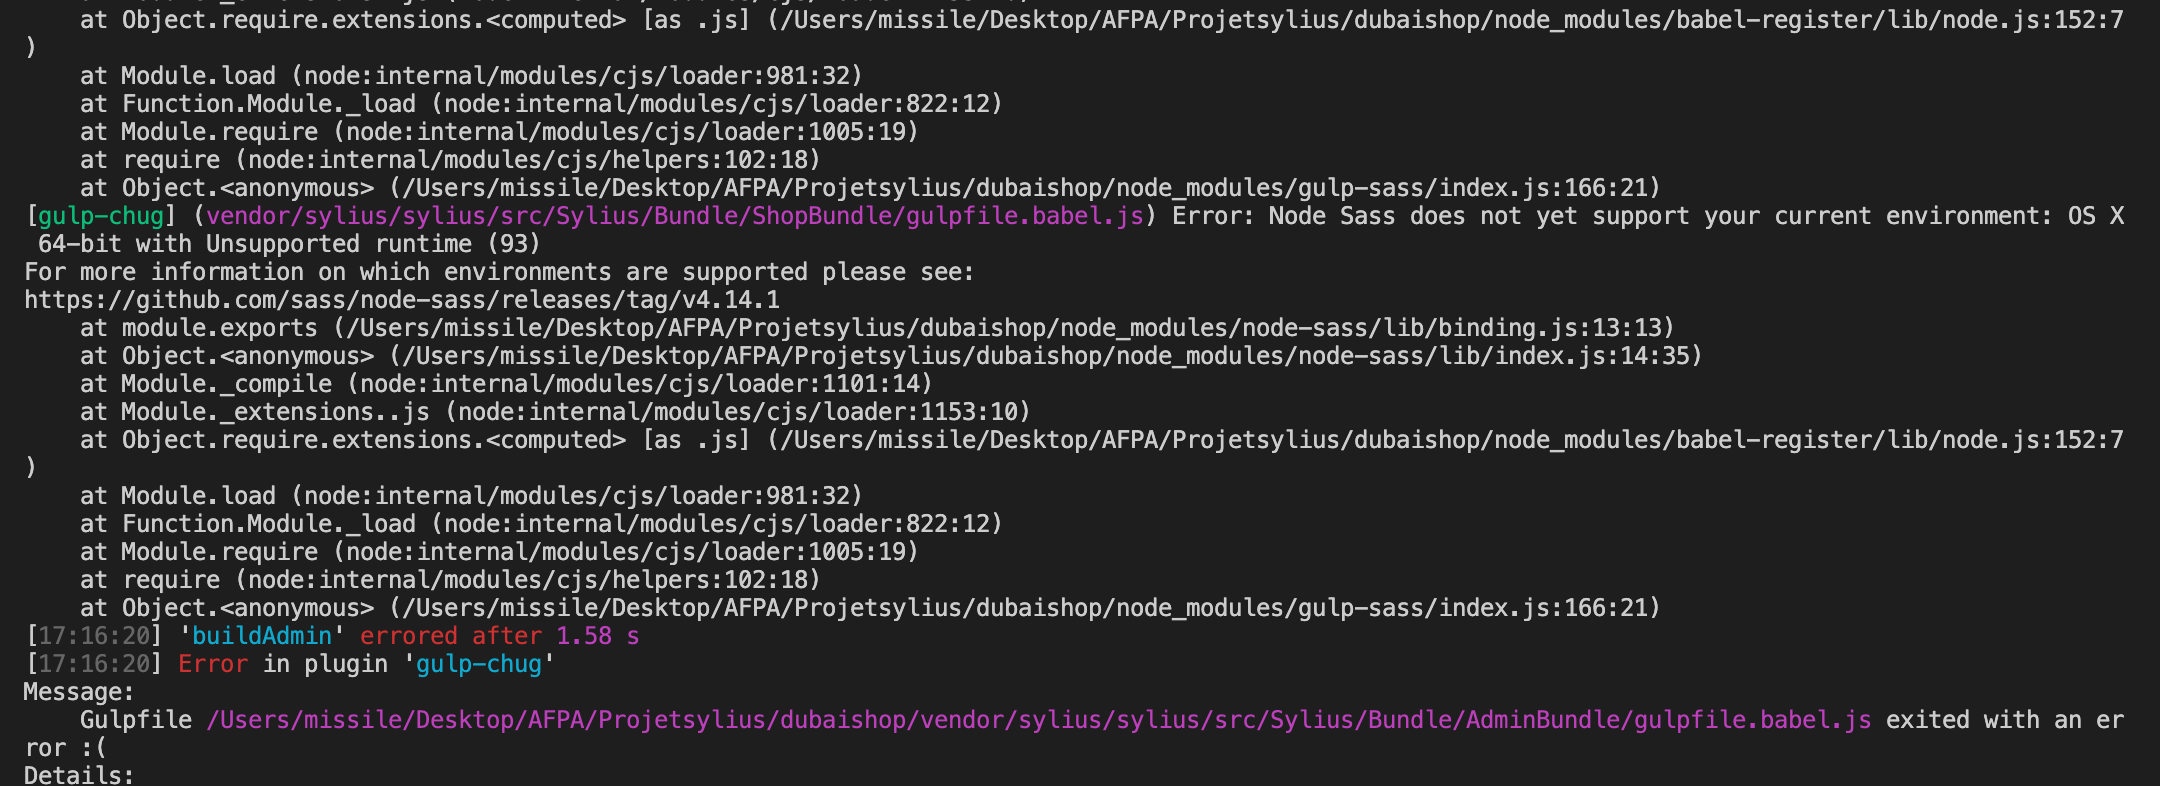 at Object.require.extensions.<computed> [as .js] (/Users/missile/Desktop/AFPA/Projetsylius/dubaishop/node_modules/babel-register/lib/node.js:152:7
)
at Module.load (node:internal/modules/cjs/loader:981:32)
at Function.Module._load (node:internal/modules/cjs/loader:822:12)
at Module.require (node:internal/modules/cjs/loader:1005:19)
at require (node:internal/modules/cjs/helpers:102:18)
at Object.<anonymous> (/Users/missile/Desktop/AFPA/Projetsylius/dubaishop/node_modules/gulp-sass/index.js:166:21)
[gulp-chug] (vendor/sylius/sylius/src/Sylius/Bundle/ShopBundle/gulpfile.babel.js) Error: Node Sass does not yet support your current environment: OS X
64-bit with Unsupported runtime (93)
For more information on which environments are supported please see:
https://github.com/sass/node-sass/releases/tag/v4.14.1
at module.exports (/Users/missile/Desktop/AFPA/Projetsylius/dubaishop/node_modules/node-sass/lib/binding.js:13:13)
at Object.<anonymous> (/Users/missile/Desktop/AFPA/Projetsylius/dubaishop/node_modules/node-sass/lib/index.js:14:35)
at Module._compile (node:internal/modules/cjs/loader:1101:14)
at Module._extensions..js (node:internal/modules/cjs/loader:1153:10)
at Object.require.extensions.<computed> [as .js] (/Users/missile/Desktop/AFPA/Projetsylius/dubaishop/node_modules/babel-register/lib/node.js:152:7
)
at Module.load (node:internal/modules/cjs/loader:981:32)
at Function.Module._load (node:internal/modules/cjs/loader:822:12)
at Module.require (node:internal/modules/cjs/loader:1005:19)
at require (node:internal/modules/cjs/helpers:102:18)
at Object.<anonymous> (/Users/missile/Desktop/AFPA/Projetsylius/dubaishop/node_modules/gulp-sass/index.js:166:21)
[17:16:20] 'buildAdmin' errored after 1.58 s
[17:16:20] Error in plugin 'gulp-chug'
Message:
Gulpfile /Users/missile/Desktop/AFPA/Projetsylius/dubaishop/vendor/sylius/sylius/src/Sylius/Bundle/AdminBundle/gulpfile.babel.js exited with an er
ror :(
Details: